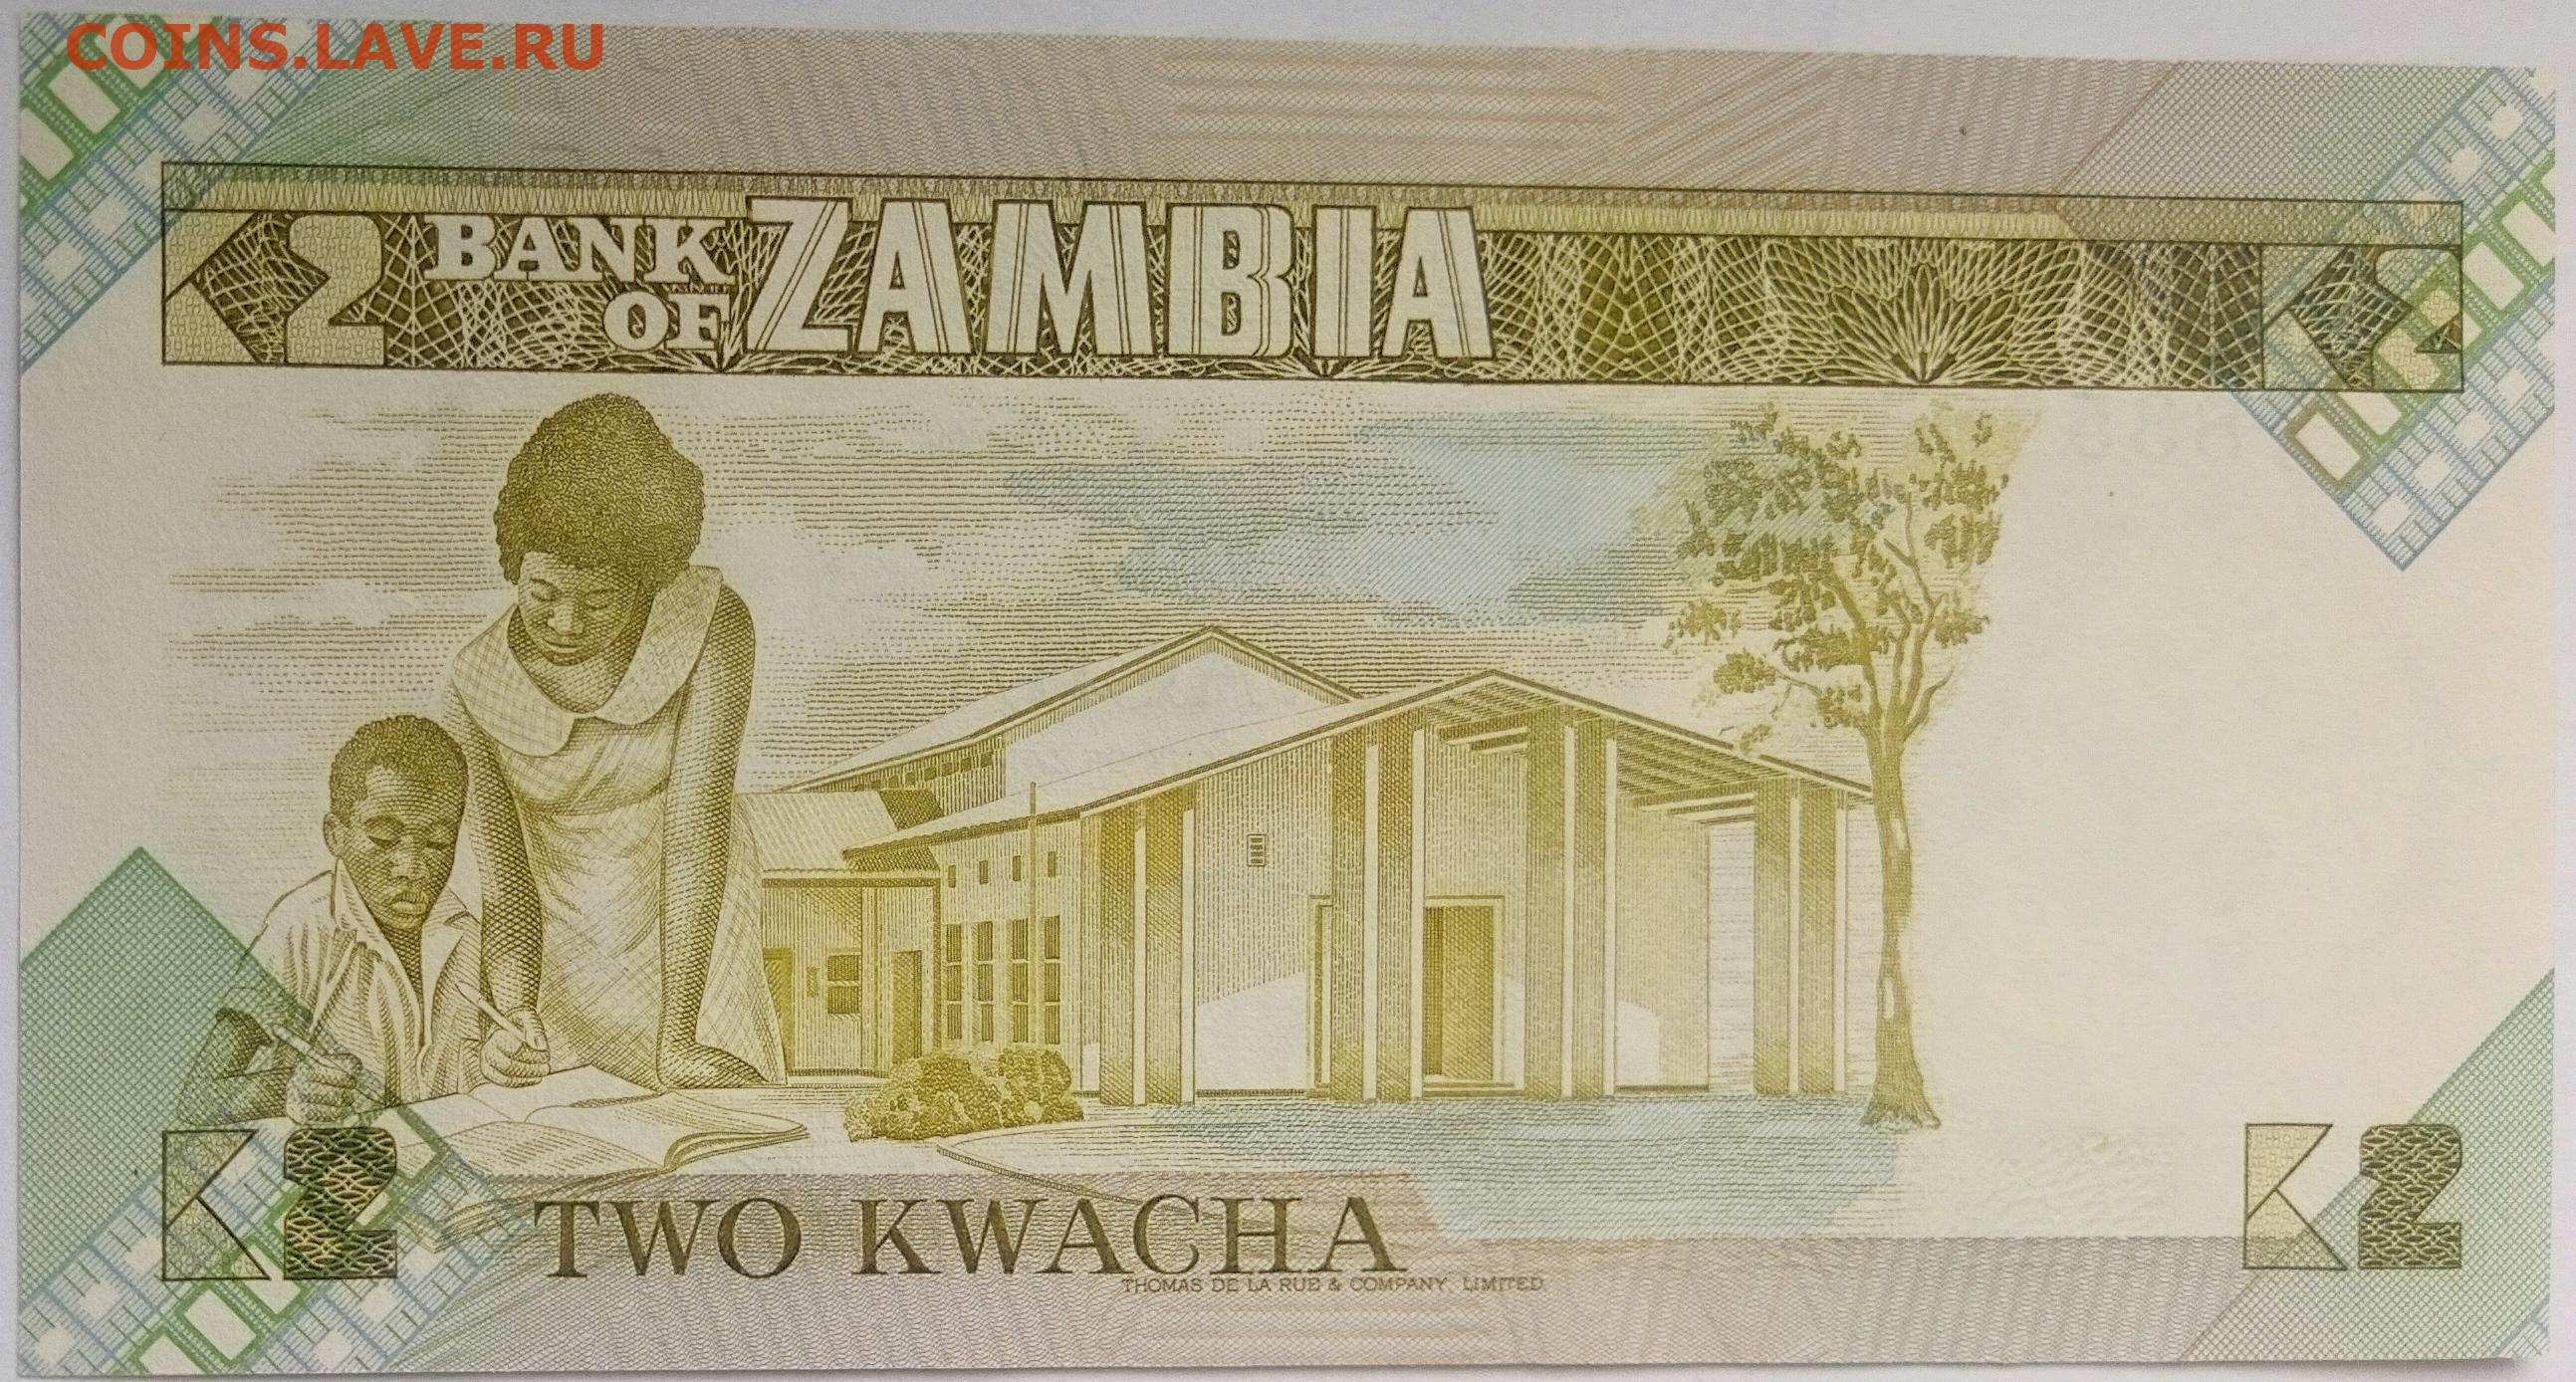 COINS.LAVE.RU
K2 BANK OF ZAMBIA K2
K2 TWO KWACHA K2
THOMAS DE LA RUE & COMPANY, LIMITED